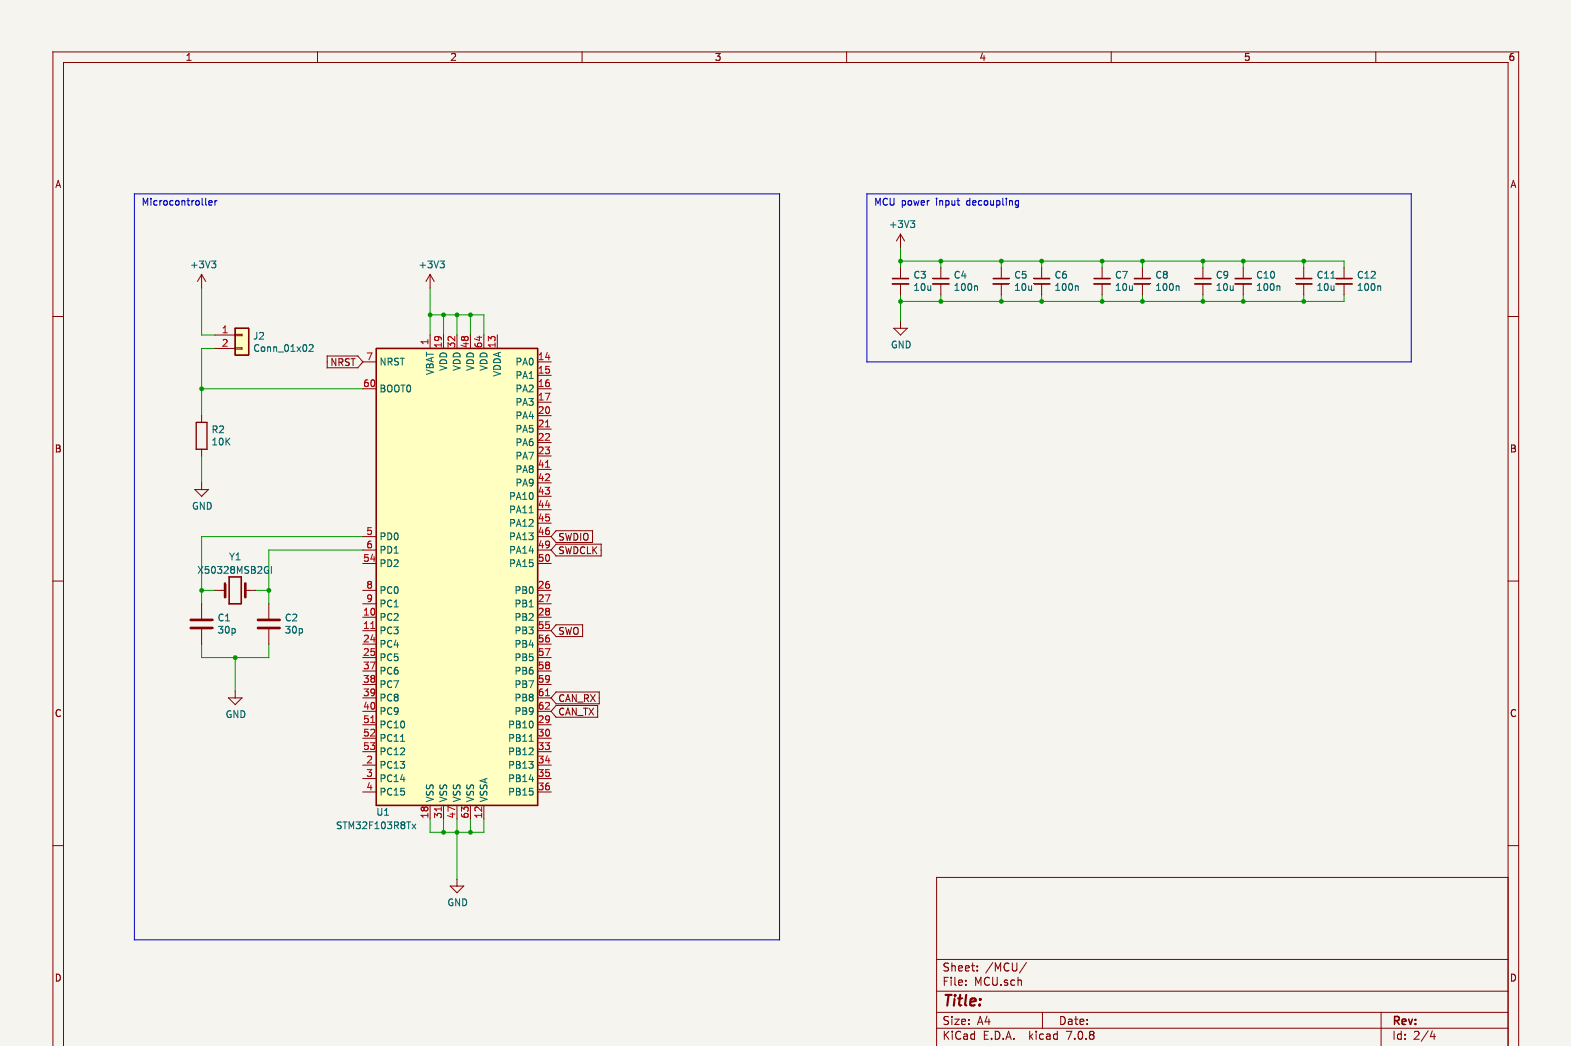 1 2 3 4 5 6
A A
Microcontroller
MCU power input decoupling
+3V3
+3V3 +3V3
C3 C4 C5 C6 C7 C8 C9 C10 C11 C12
10u 100n 10u 100n 10u 100n 10u 100n 10u 100n
GND
1 J2
2 Conn_01x02
1 19 32 48 64 13
VBAT VDD VDD VDD VDD VDDA
NRST 7 NRST PA0 14
PA1 15
60 BOOT0 PA2 16
PA3 17
PA4 20
R2 PA5 21
10K PA6 22
B B
PA7 23
PA8 41
PA9 42
PA10 43
GND PA11 44
PA12 45
5 PD0 PA13 46 SWDIO
6 PD1 PA14 49 SWDCLK
54 PD2 PA15 50
Y1
X50328MSB2GI
8 PC0 PB0 26
9 PC1 PB1 27
10 PC2 PB2 28
C1 C2
30p 30p
11 PC3 PB3 55 SWO
24 PC4 PB4 56
25 PC5 PB5 57
37 PC6 PB6 58
38 PC7 PB7 59
39 PC8 PB8 61 CAN_RX
40 PC9 PB9 62 CAN_TX
GND
C C
51 PC10 PB10 29
52 PC11 PB11 30
53 PC12 PB12 33
2 PC13 PB13 34
3 PC14 PB14 35
4 PC15 PB15 36
VSS VSS VSS VSS VSSA
18 31 47 63 12
U1
STM32F103R8Tx
GND
D D
Sheet: /MCU/
File: MCU.sch
Title:
Size: A4 Date: Rev:
KiCad E.D.A. kicad 7.0.8 Id: 2/4